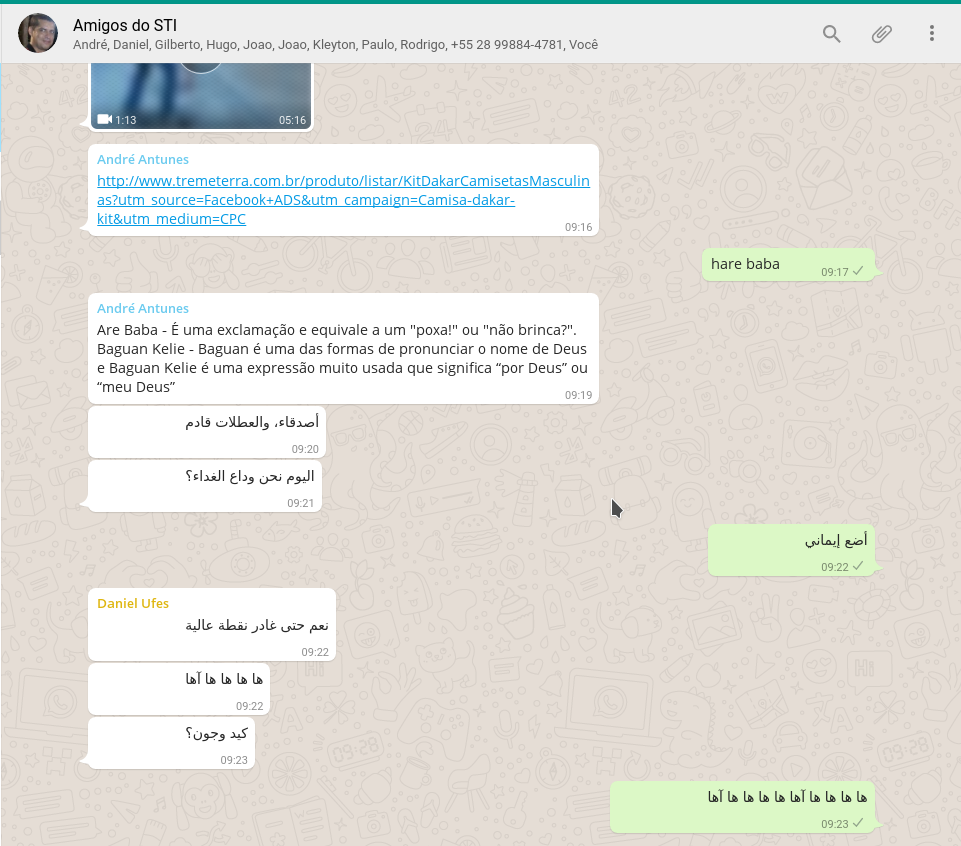 Amigos do STI
André, Daniel, Gilberto, Hugo, Joao, Joao, Kleyton, Paulo, Rodrigo, +55 28 99884-4781, Você
1:13
05:16
André Antunes
http://www.tremeterra.com.br/produto/listar/KitDakarCamisetasMasculin
as?utm_source=Facebook+ADS&utm_campaign=Camisa-dakar-
kit&utm_medium=CPC
09:16
hare baba
09:17
André Antunes
Are Baba - É uma exclamação e equivale a um "poxa!" ou "não brinca?".
Baguan Kelie - Baguan é uma das formas de pronunciar o nome de Deus
e Baguan Kelie é uma expressão muito usada que significa “por Deus” ou
“meu Deus”
09:19
أصدقاء، والعطلات قادم
09:20
اليوم نحن وداع الغداء؟
09:21
أضع إيماني
09:22
Daniel Ufes
نعم حتى غادر نقطة عالية
09:22
ها ها ها ها ها آها
09:22
كيد وجون؟
09:23
ها ها ها ها ها آها ها ها ها ها ها آها
09:23